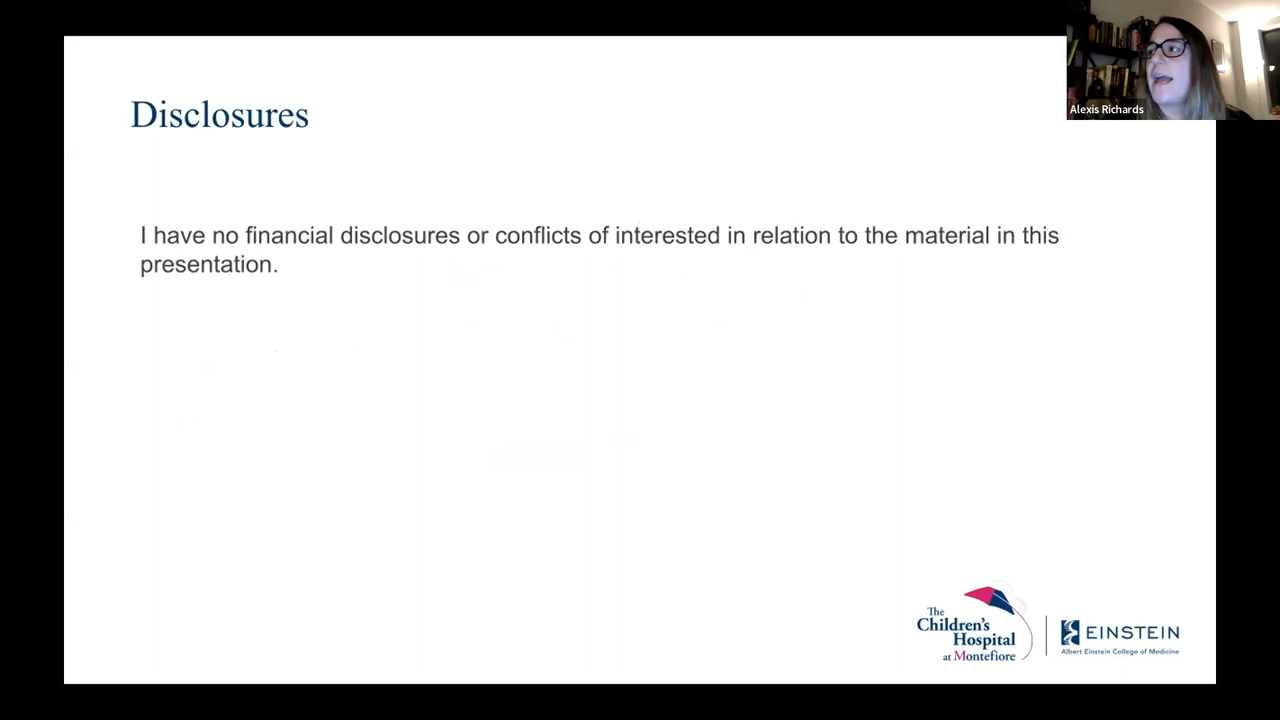 Alexis Richards
Disclosures
I have no financial disclosures or conflicts of interested in relation to the material in this
presentation.
The
Children's
Hospital
at Montefiore
EINSTEIN
Albert Einstein College of Medicine